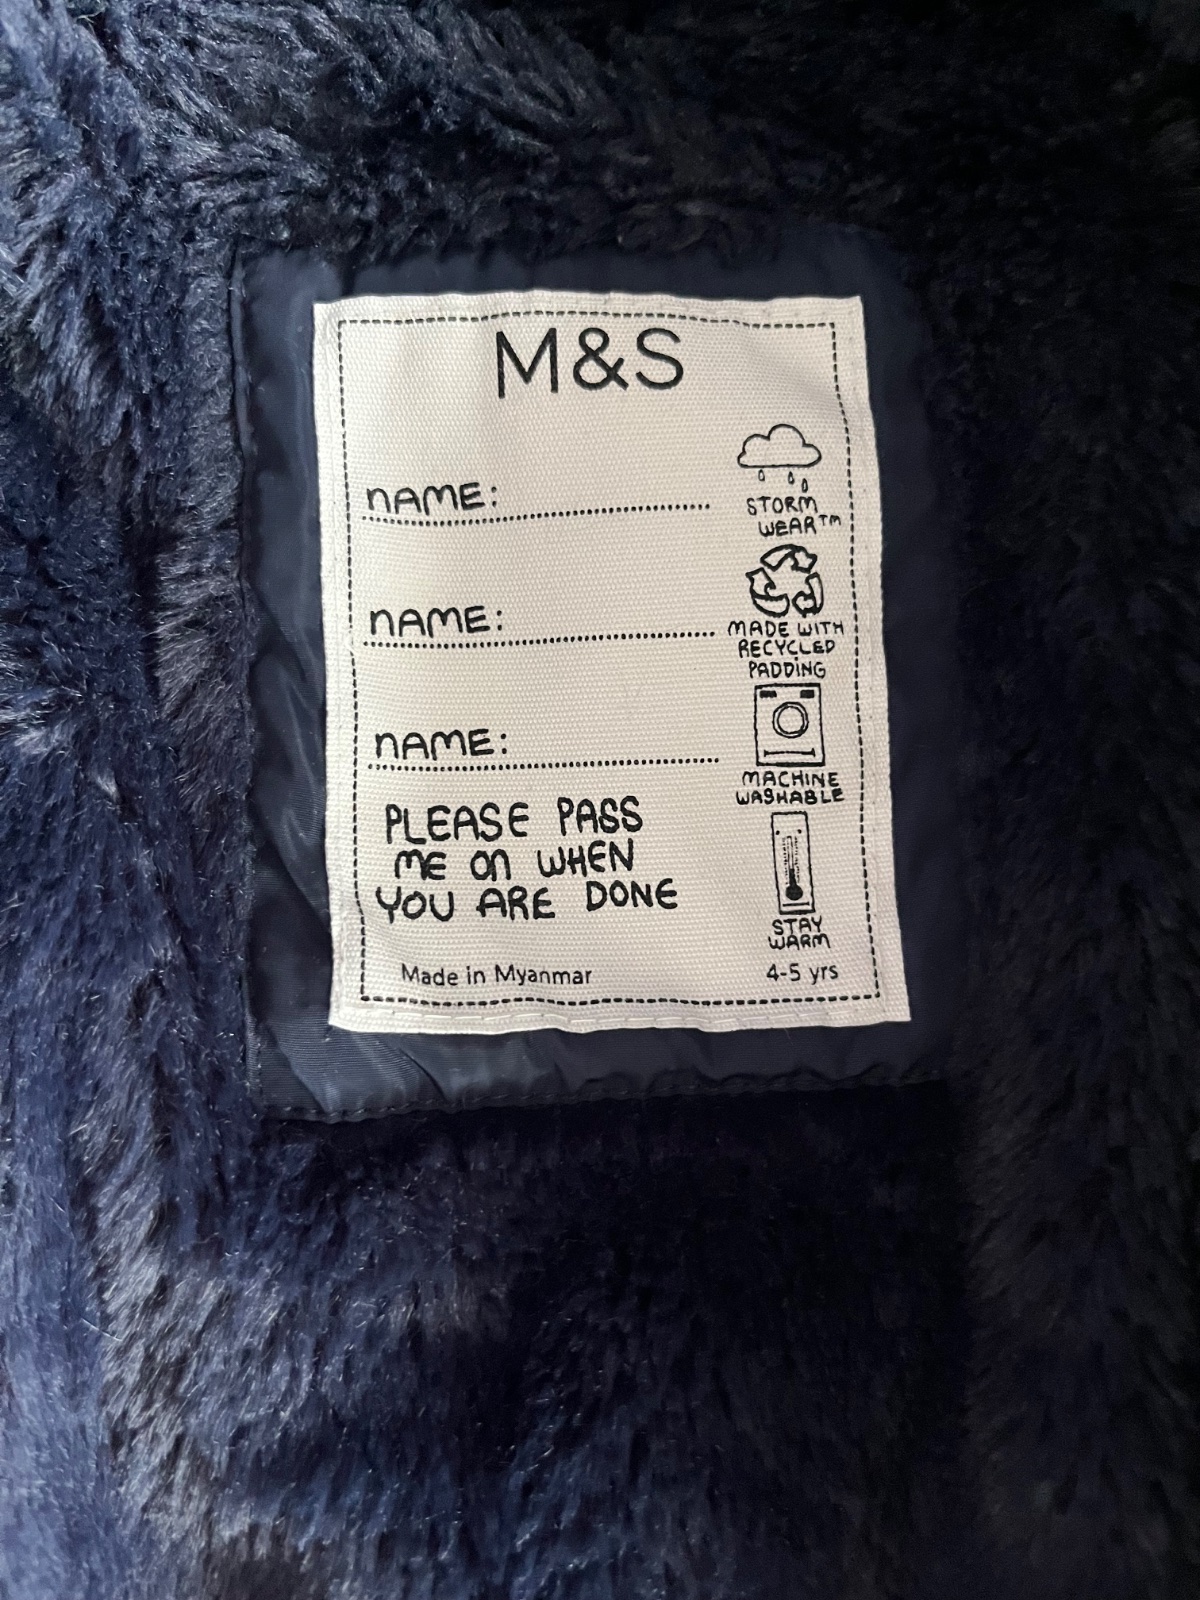 M&S
NAME:
NAME:
NAME:
PLEASE PASS
ME ON WHEN
YOU ARE DONE
Made in Myanmar
STORM
WEAR™
MADE WITH
RECYCLED
PADDING
MACHINE
WASHABLE
STAY
WARM
4-5 yrs